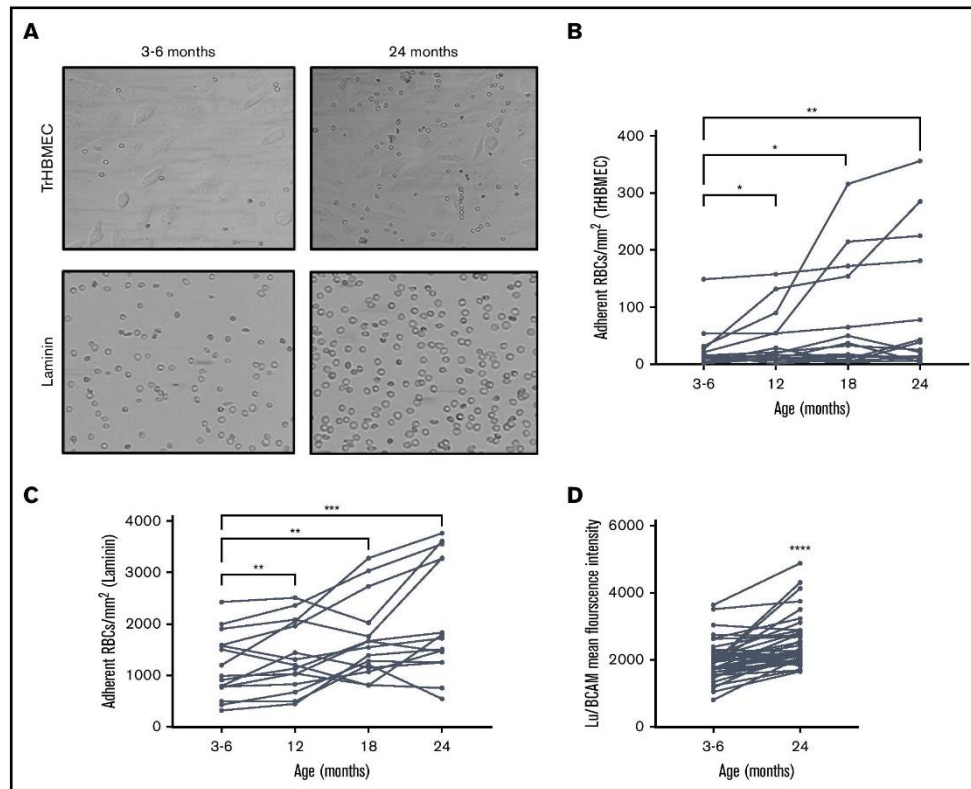 A
3-6 months
24 months
TrHBMEC
Laminin
B
Adherent RBCs/mm² (TrHBMEC)
400
300
200
100
0
**
*
*
3-6
12
18
24
Age (months)
C
Adherent RBCs/mm² (Laminin)
4000
3000
2000
1000
0
***
**
**
3-6
12
18
24
Age (months)
D
Lu/BCAM mean flourscence intensity
6000
4000
2000
0
****
3-6
24
Age (months)